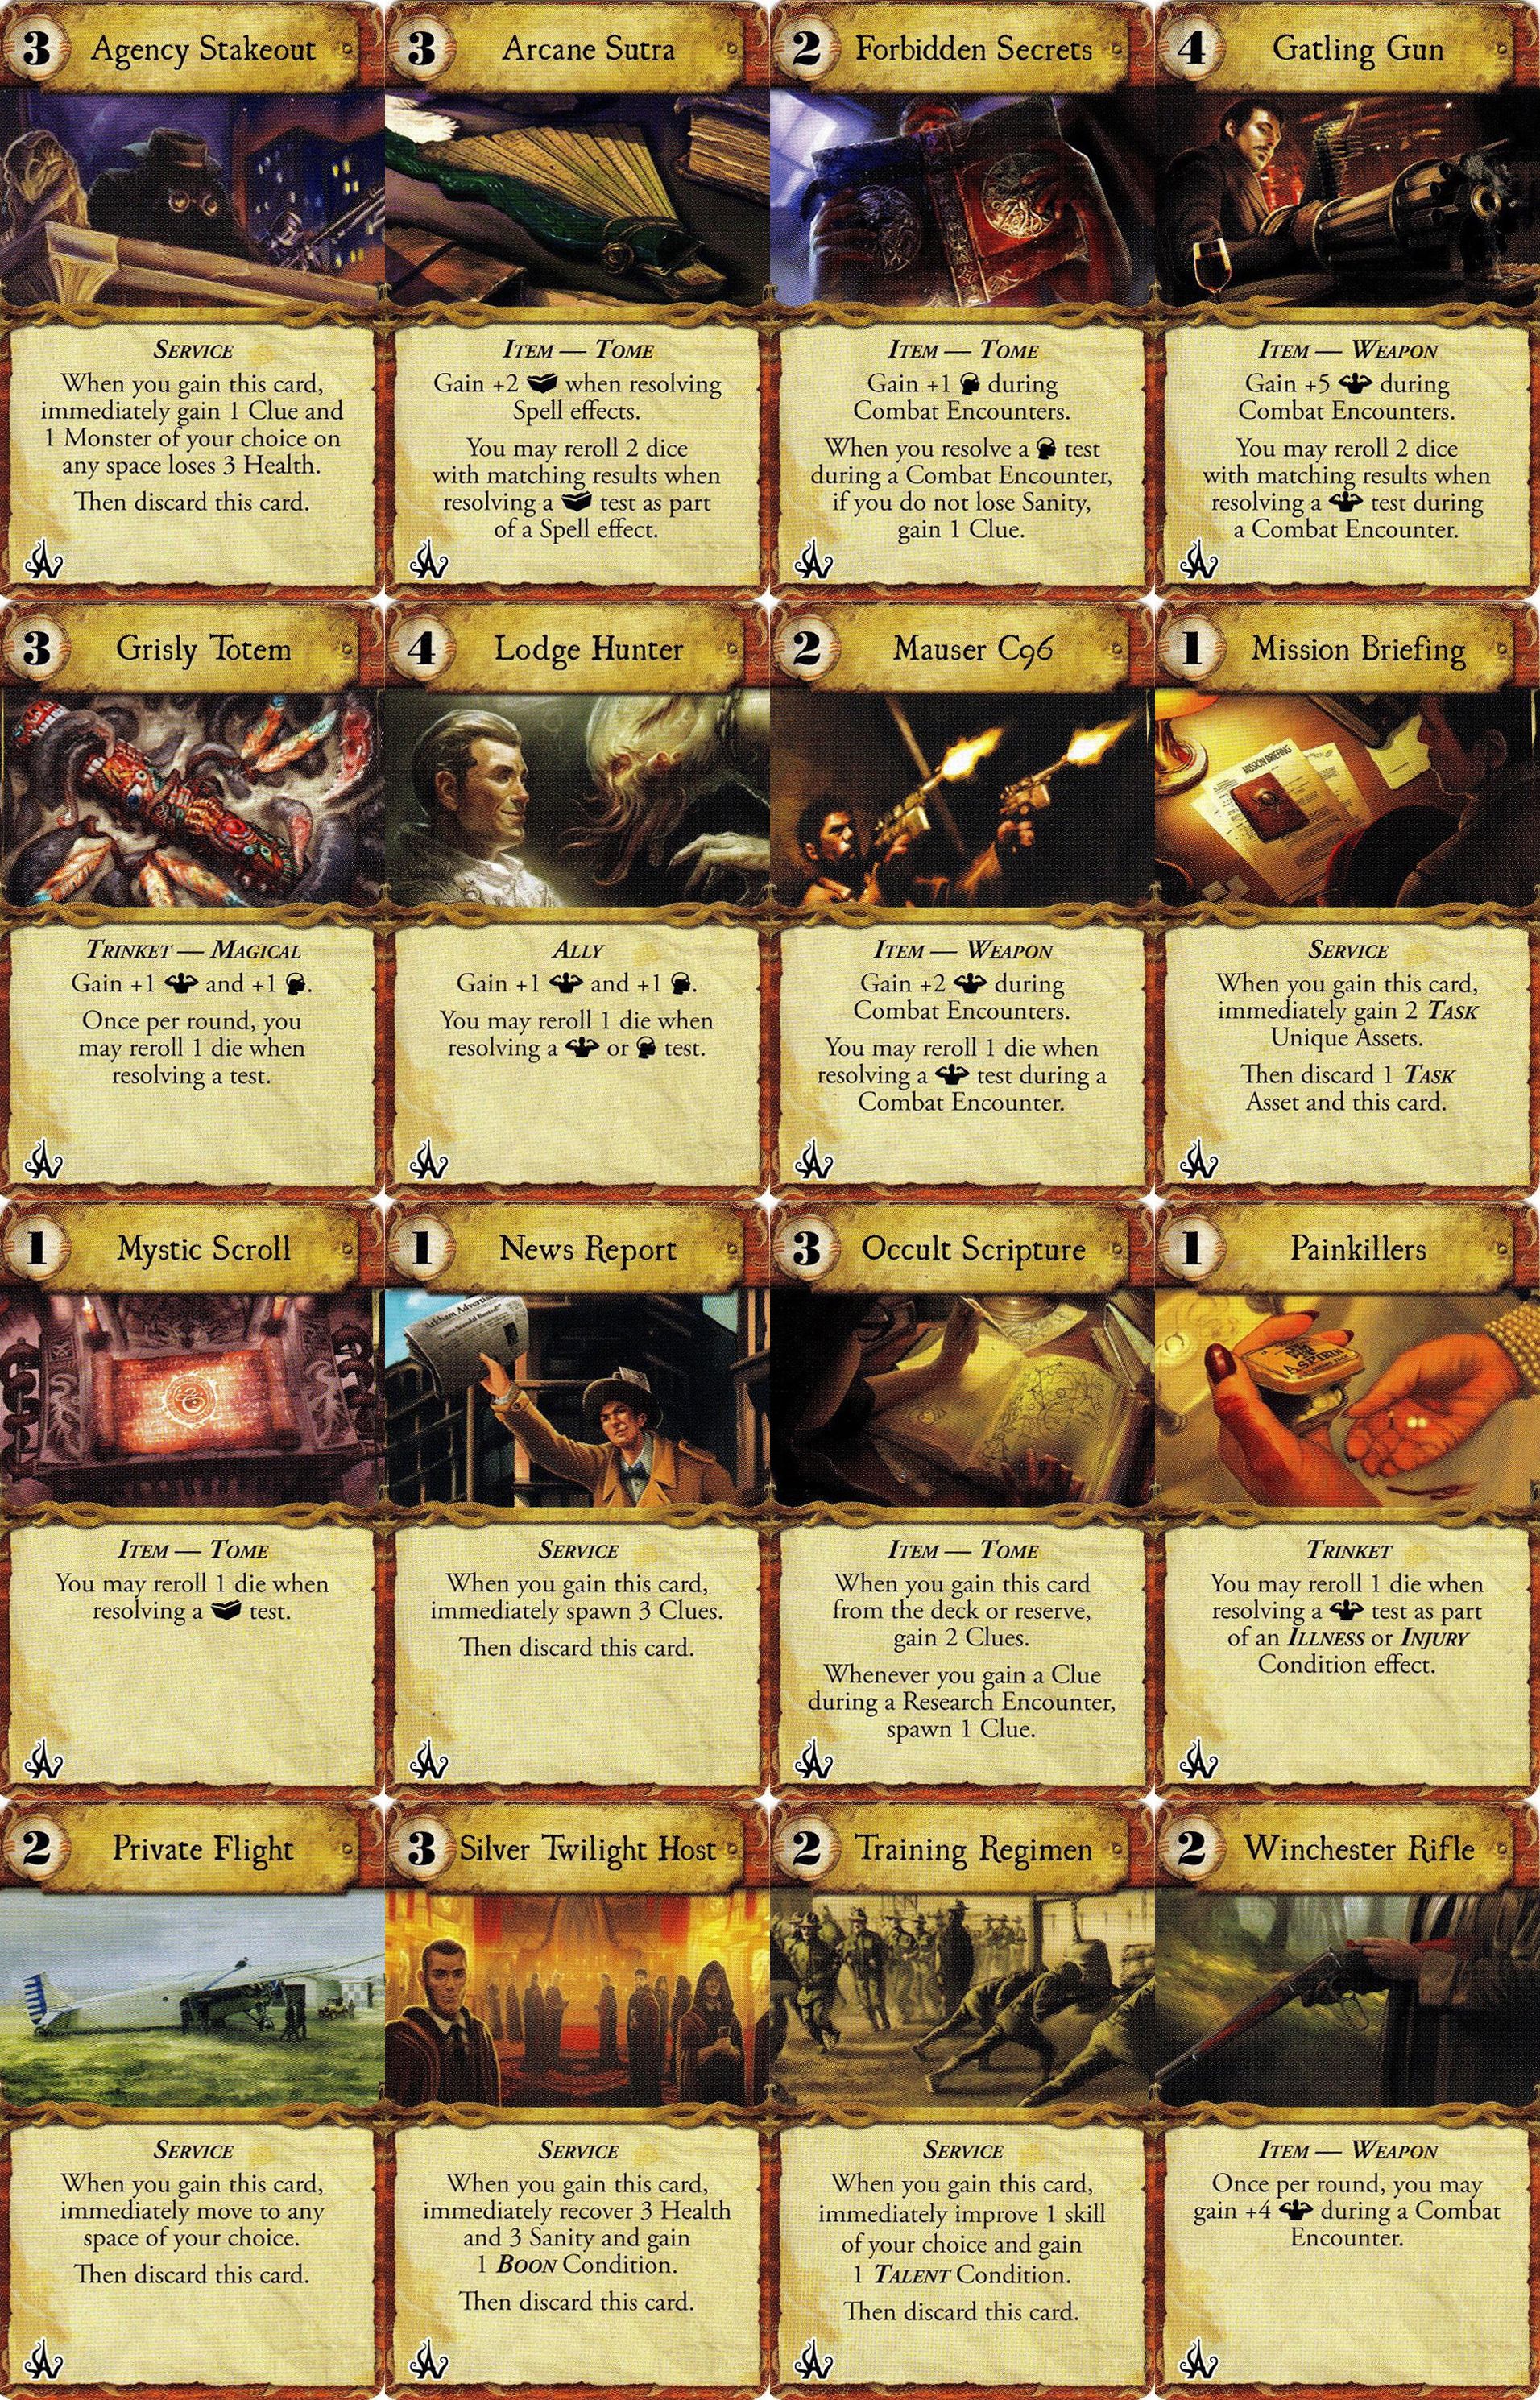 3 Agency Stakeout
SERVICE
When you gain this card,
immediately gain 1 Clue and
1 Monster of your choice on
any space loses 3 Health.
Then discard this card.
3 Arcane Sutra
ITEM — TOME
Gain +2 when resolving
Spell effects.
You may reroll 2 dice
with matching results when
resolving a test as part
of a Spell effect.
2 Forbidden Secrets
ITEM — TOME
Gain +1 during
Combat Encounters.
When you resolve a test
during a Combat Encounter,
if you do not lose Sanity,
gain 1 Clue.
4 Gatling Gun
ITEM — WEAPON
Gain +5 during
Combat Encounters.
You may reroll 2 dice
with matching results when
resolving a test during
a Combat Encounter.
3 Grisly Totem
TRINKET — MAGICAL
Gain +1 and +1 .
Once per round, you
may reroll 1 die when
resolving a test.
4 Lodge Hunter
ALLY
Gain +1 and +1 .
You may reroll 1 die when
resolving a or test.
2 Mauser C96
ITEM — WEAPON
Gain +2 during
Combat Encounters.
You may reroll 1 die when
resolving a test during a
Combat Encounter.
1 Mission Briefing
MISSION BRIEFING
SERVICE
When you gain this card,
immediately gain 2 TASK
Unique Assets.
Then discard 1 TASK
Asset and this card.
1 Mystic Scroll
ITEM — TOME
You may reroll 1 die when
resolving a test.
1 News Report
Arkham Advertiser
SERVICE
When you gain this card,
immediately spawn 3 Clues.
Then discard this card.
3 Occult Scripture
ITEM — TOME
When you gain this card
from the deck or reserve,
gain 2 Clues.
Whenever you gain a Clue
during a Research Encounter,
spawn 1 Clue.
1 Painkillers
ASPIRIN
TRINKET
You may reroll 1 die when
resolving a test as part
of an ILLNESS or INJURY
Condition effect.
2 Private Flight
SERVICE
When you gain this card,
immediately move to any
space of your choice.
Then discard this card.
3 Silver Twilight Host
SERVICE
When you gain this card,
immediately recover 3 Health
and 3 Sanity and gain
1 BOON Condition.
Then discard this card.
2 Training Regimen
SERVICE
When you gain this card,
immediately improve 1 skill
of your choice and gain
1 TALENT Condition.
Then discard this card.
2 Winchester Rifle
ITEM — WEAPON
Once per round, you may
gain +4 during a Combat
Encounter.